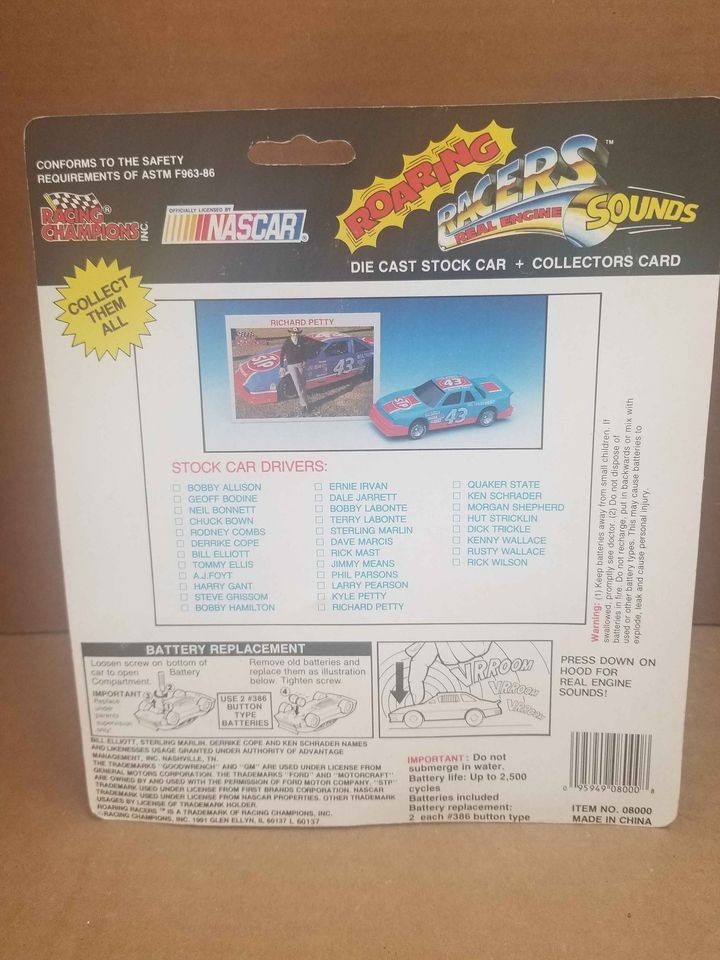 CONFORMS TO THE SAFETY
REQUIREMENTS OF ASTM F963-86
RACING
CHAMPIONS® INC.
OFFICIALLY LICENSED BY
NASCAR®
ROARING
RACERS™
REAL ENGINE SOUNDS
DIE CAST STOCK CAR + COLLECTORS CARD
COLLECT
THEM
ALL
RICHARD PETTY
STP
43
43
STP
43
STOCK CAR DRIVERS:
□ BOBBY ALLISON
□ GEOFF BODINE
□ NEIL BONNETT
□ CHUCK BOWN
□ RODNEY COMBS
□ DERRIKE COPE
□ BILL ELLIOTT
□ TOMMY ELLIS
□ A.J.FOYT
□ HARRY GANT
□ STEVE GRISSOM
□ BOBBY HAMILTON
□ ERNIE IRVAN
□ DALE JARRETT
□ BOBBY LABONTE
□ TERRY LABONTE
□ STERLING MARLIN
□ DAVE MARCIS
□ RICK MAST
□ JIMMY MEANS
□ PHIL PARSONS
□ LARRY PEARSON
□ KYLE PETTY
□ RICHARD PETTY
□ QUAKER STATE
□ KEN SCHRADER
□ MORGAN SHEPHERD
□ HUT STRICKLIN
□ DICK TRICKLE
□ KENNY WALLACE
□ RUSTY WALLACE
□ RICK WILSON
Warning: (1) Keep batteries away from small children. If
swallowed, promptly see doctor. (2) Do not dispose of
batteries in fire. Do not recharge, put in backwards or mix with
used or other battery types. This may cause batteries to
explode, leak and cause personal injury.
BATTERY REPLACEMENT
Loosen screw on bottom of
car to open Battery
Compartment.
IMPORTANT:
Replace
under
parents
supervision
only!
USE 2 #386
BUTTON
TYPE
BATTERIES
Remove old batteries and
replace them as illustration
below. Tighten screw.
VRROOM
VRROOM
VRROOM
PRESS DOWN ON
HOOD FOR
REAL ENGINE
SOUNDS!
BILL ELLIOTT, STERLING MARLIN, DERRIKE COPE AND KEN SCHRADER NAMES
AND LIKENESSES USAGE GRANTED UNDER AUTHORITY OF ADVANTAGE
MANAGEMENT, INC. NASHVILLE, TN.
THE TRADEMARKS "GOODWRENCH" AND "GM" ARE USED UNDER LICENSE FROM
GENERAL MOTORS CORPORATION. THE TRADEMARKS "FORD" AND "MOTORCRAFT"
ARE OWNED BY AND USED WITH THE PERMISSION OF FORD MOTOR COMPANY. "STP"
TRADEMARK USED UNDER LICENSE FROM FIRST BRANDS CORPORATION. NASCAR
TRADEMARK USED UNDER LICENSE FROM NASCAR PROPERTIES. OTHER TRADEMARK
USAGES BY LICENSE OF TRADEMARK HOLDER.
ROARING RACERS ™ IS A TRADEMARK OF RACING CHAMPIONS, INC.
©RACING CHAMPIONS, INC. 1991 GLEN ELLYN, IL 60137 L 60137
IMPORTANT: Do not
submerge in water.
Battery life: Up to 2,500
cycles
Batteries included
Battery replacement:
2 each #386 button type
0 95949 08000 8
ITEM NO. 08000
MADE IN CHINA